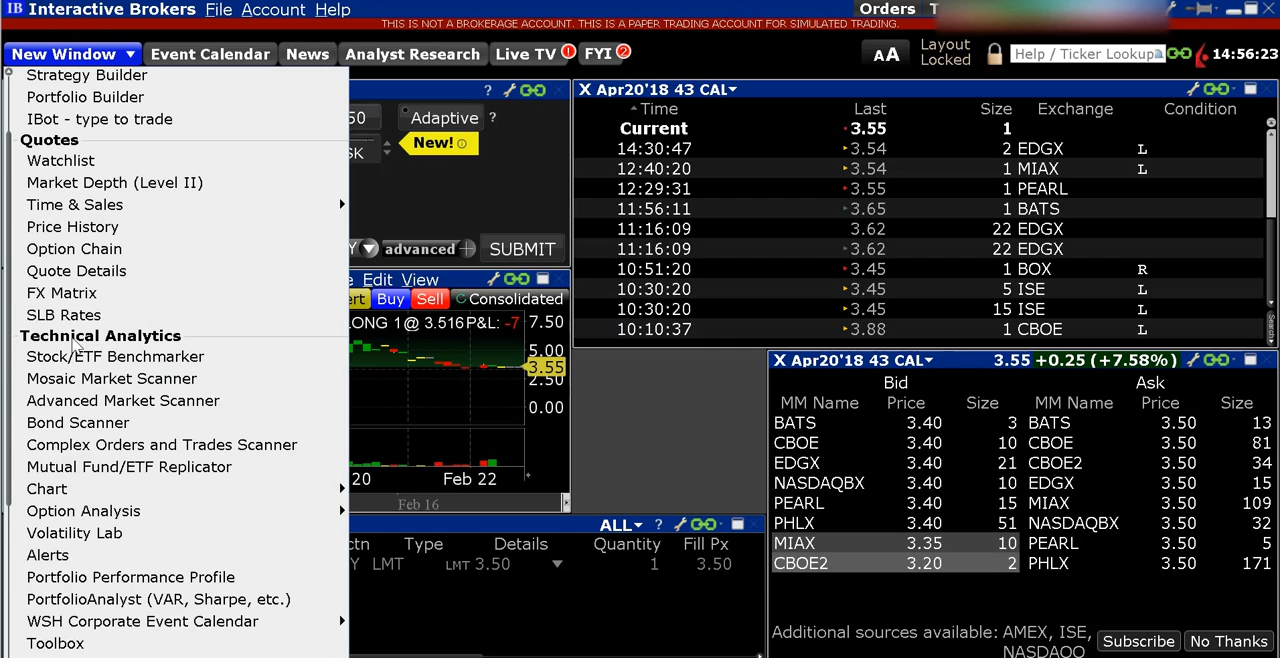 IB Interactive Brokers File Account Help Orders T
THIS IS NOT A BROKERAGE ACCOUNT. THIS IS A PAPER TRADING ACCOUNT FOR SIMULATED TRADING.
New Window ▼ Event Calendar News Analyst Research Live TV ! FYI 2 AA Layout Locked Help / Ticker Lookup 14:56:23
Strategy Builder
Portfolio Builder
IBot - type to trade
Quotes
Watchlist
Market Depth (Level II)
Time & Sales
Price History
Option Chain
Quote Details
FX Matrix
SLB Rates
Technical Analytics
Stock/ETF Benchmarker
Mosaic Market Scanner
Advanced Market Scanner
Bond Scanner
Complex Orders and Trades Scanner
Mutual Fund/ETF Replicator
Chart
Option Analysis
Volatility Lab
Alerts
Portfolio Performance Profile
PortfolioAnalyst (VAR, Sharpe, etc.)
WSH Corporate Event Calendar
Toolbox
?
50 Adaptive ?
SK New!
Y advanced + SUBMIT
e Edit View
ert Buy Sell Consolidated
LONG 1@ 3.516 P&L: -7 7.50
5.00
3.55
2.50
0.00
20 Feb 22
Feb 16
ALL ?
ctn Type Details Quantity Fill Px
Y LMT LMT 3.50 1 3.50
X Apr20'18 43 CAL
Time Last Size Exchange Condition
Current 3.55 1
14:30:47 3.54 2 EDGX L
12:40:20 3.54 1 MIAX L
12:29:31 3.55 1 PEARL
11:56:11 3.65 1 BATS
11:16:09 3.62 22 EDGX
11:16:09 3.62 22 EDGX
10:51:20 3.45 1 BOX R
10:30:20 3.45 5 ISE L
10:30:20 3.45 15 ISE L
10:10:37 3.88 1 CBOE L
Search
X Apr20'18 43 CAL 3.55 +0.25 (+7.58%)
Bid Ask
MM Name Price Size MM Name Price Size
BATS 3.40 3 BATS 3.50 13
CBOE 3.40 10 CBOE 3.50 81
EDGX 3.40 21 CBOE2 3.50 34
NASDAQBX 3.40 10 EDGX 3.50 15
PEARL 3.40 15 MIAX 3.50 109
PHLX 3.40 51 NASDAQBX 3.50 32
MIAX 3.35 10 PEARL 3.50 5
CBOE2 3.20 2 PHLX 3.50 171
Additional sources available: AMEX, ISE,
NASDAQO
Subscribe No Thanks